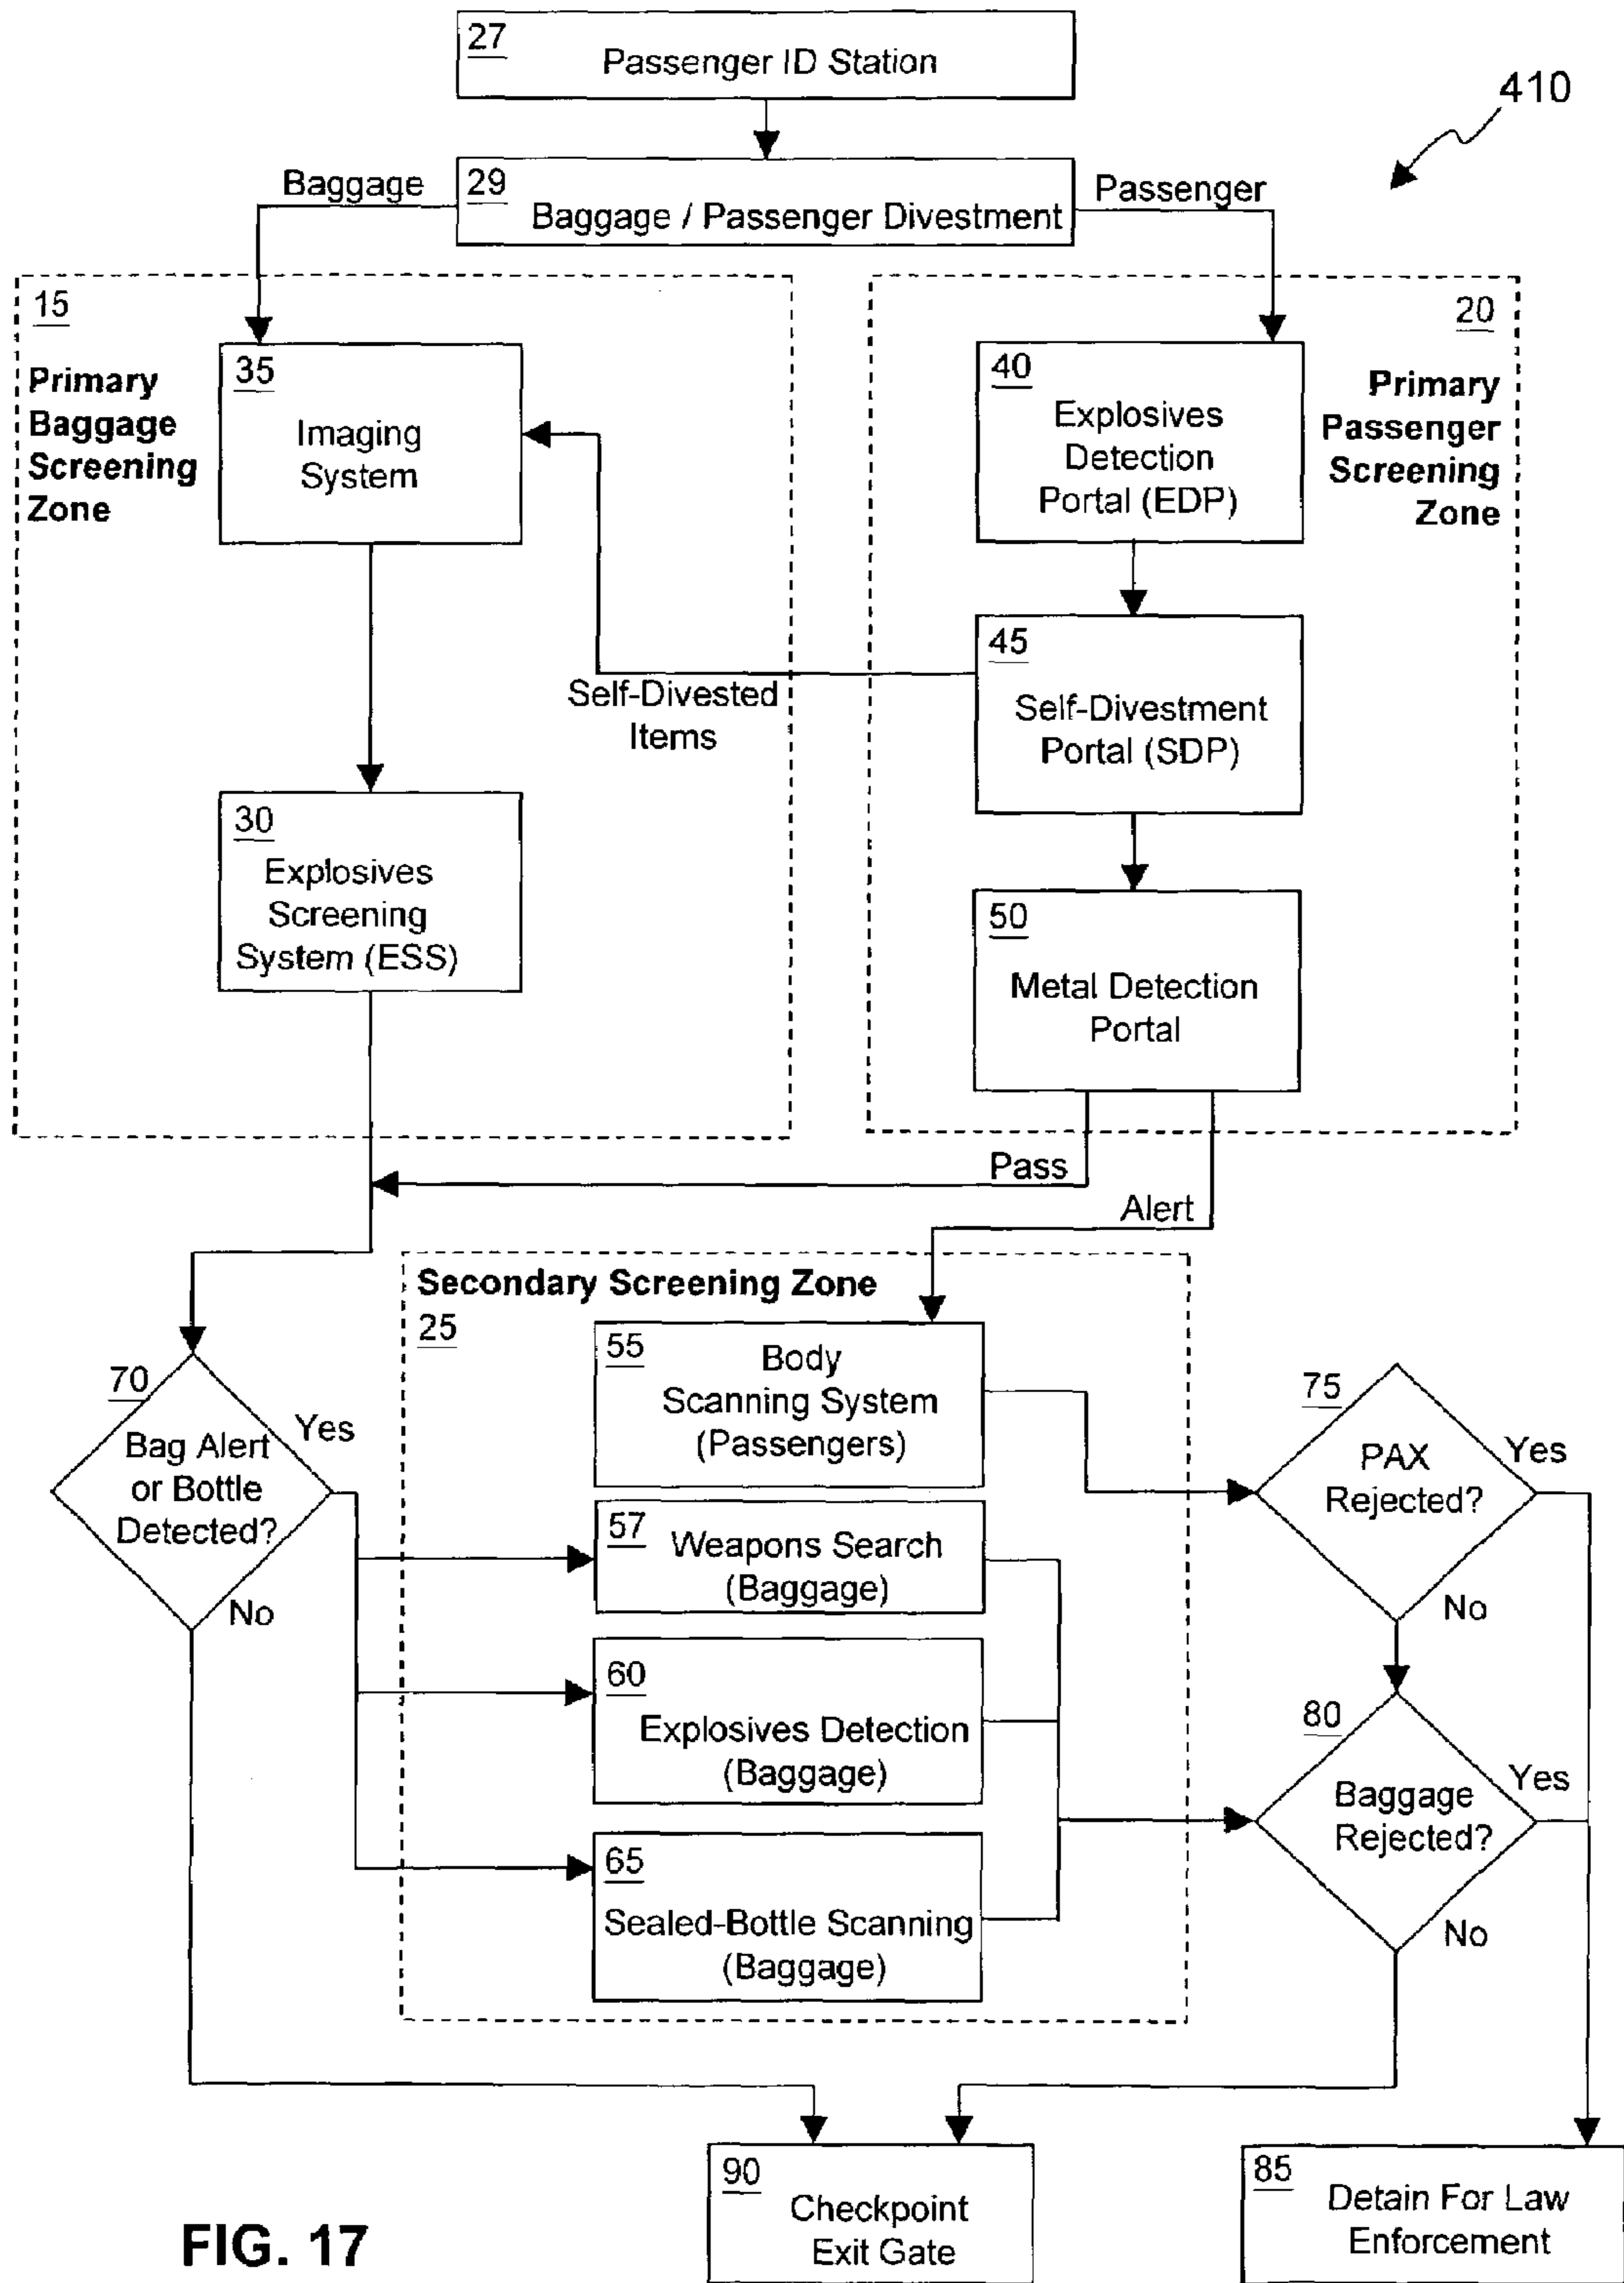 27
Passenger ID Station
410
Baggage
29
Baggage / Passenger Divestment
Passenger
15
Primary
Baggage
Screening
Zone
35
Imaging
System
20
Primary
Passenger
Screening
Zone
40
Explosives
Detection
Portal (EDP)
45
Self-Divestment
Portal (SDP)
Self-Divested
Items
30
Explosives
Screening
System (ESS)
50
Metal Detection
Portal
Pass
Alert
Secondary Screening Zone
25
55
Body
Scanning System
(Passengers)
70
Bag Alert
or Bottle
Detected?
Yes
No
57
Weapons Search
(Baggage)
60
Explosives Detection
(Baggage)
65
Sealed-Bottle Scanning
(Baggage)
75
PAX
Rejected?
Yes
No
80
Baggage
Rejected?
Yes
No
90
Checkpoint
Exit Gate
85
Detain For Law
Enforcement
FIG. 17